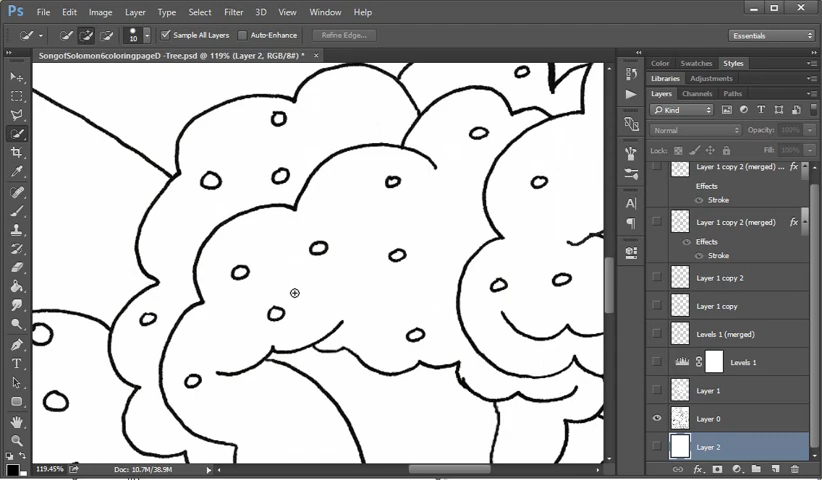 Ps File Edit Image Layer Type Select Filter 3D View Window Help
10 Sample All Layers Auto-Enhance Refine Edge... Essentials
SongofSolomon6coloringpageD -Tree.psd @ 119% (Layer 2, RGB/8#) * ×
Color Swatches Styles
Libraries Adjustments
Layers Channels Paths
Kind
Normal Opacity: 100%
Lock: Fill: 100%
Layer 1 copy 2 (merged) ... fx
Effects
Stroke
Layer 1 copy 2 (merged) fx
Effects
Stroke
Layer 1 copy 2
Layer 1 copy
Levels 1 (merged)
Levels 1
Layer 1
Layer 0
Layer 2
119.45% Doc: 10.7M/38.9M